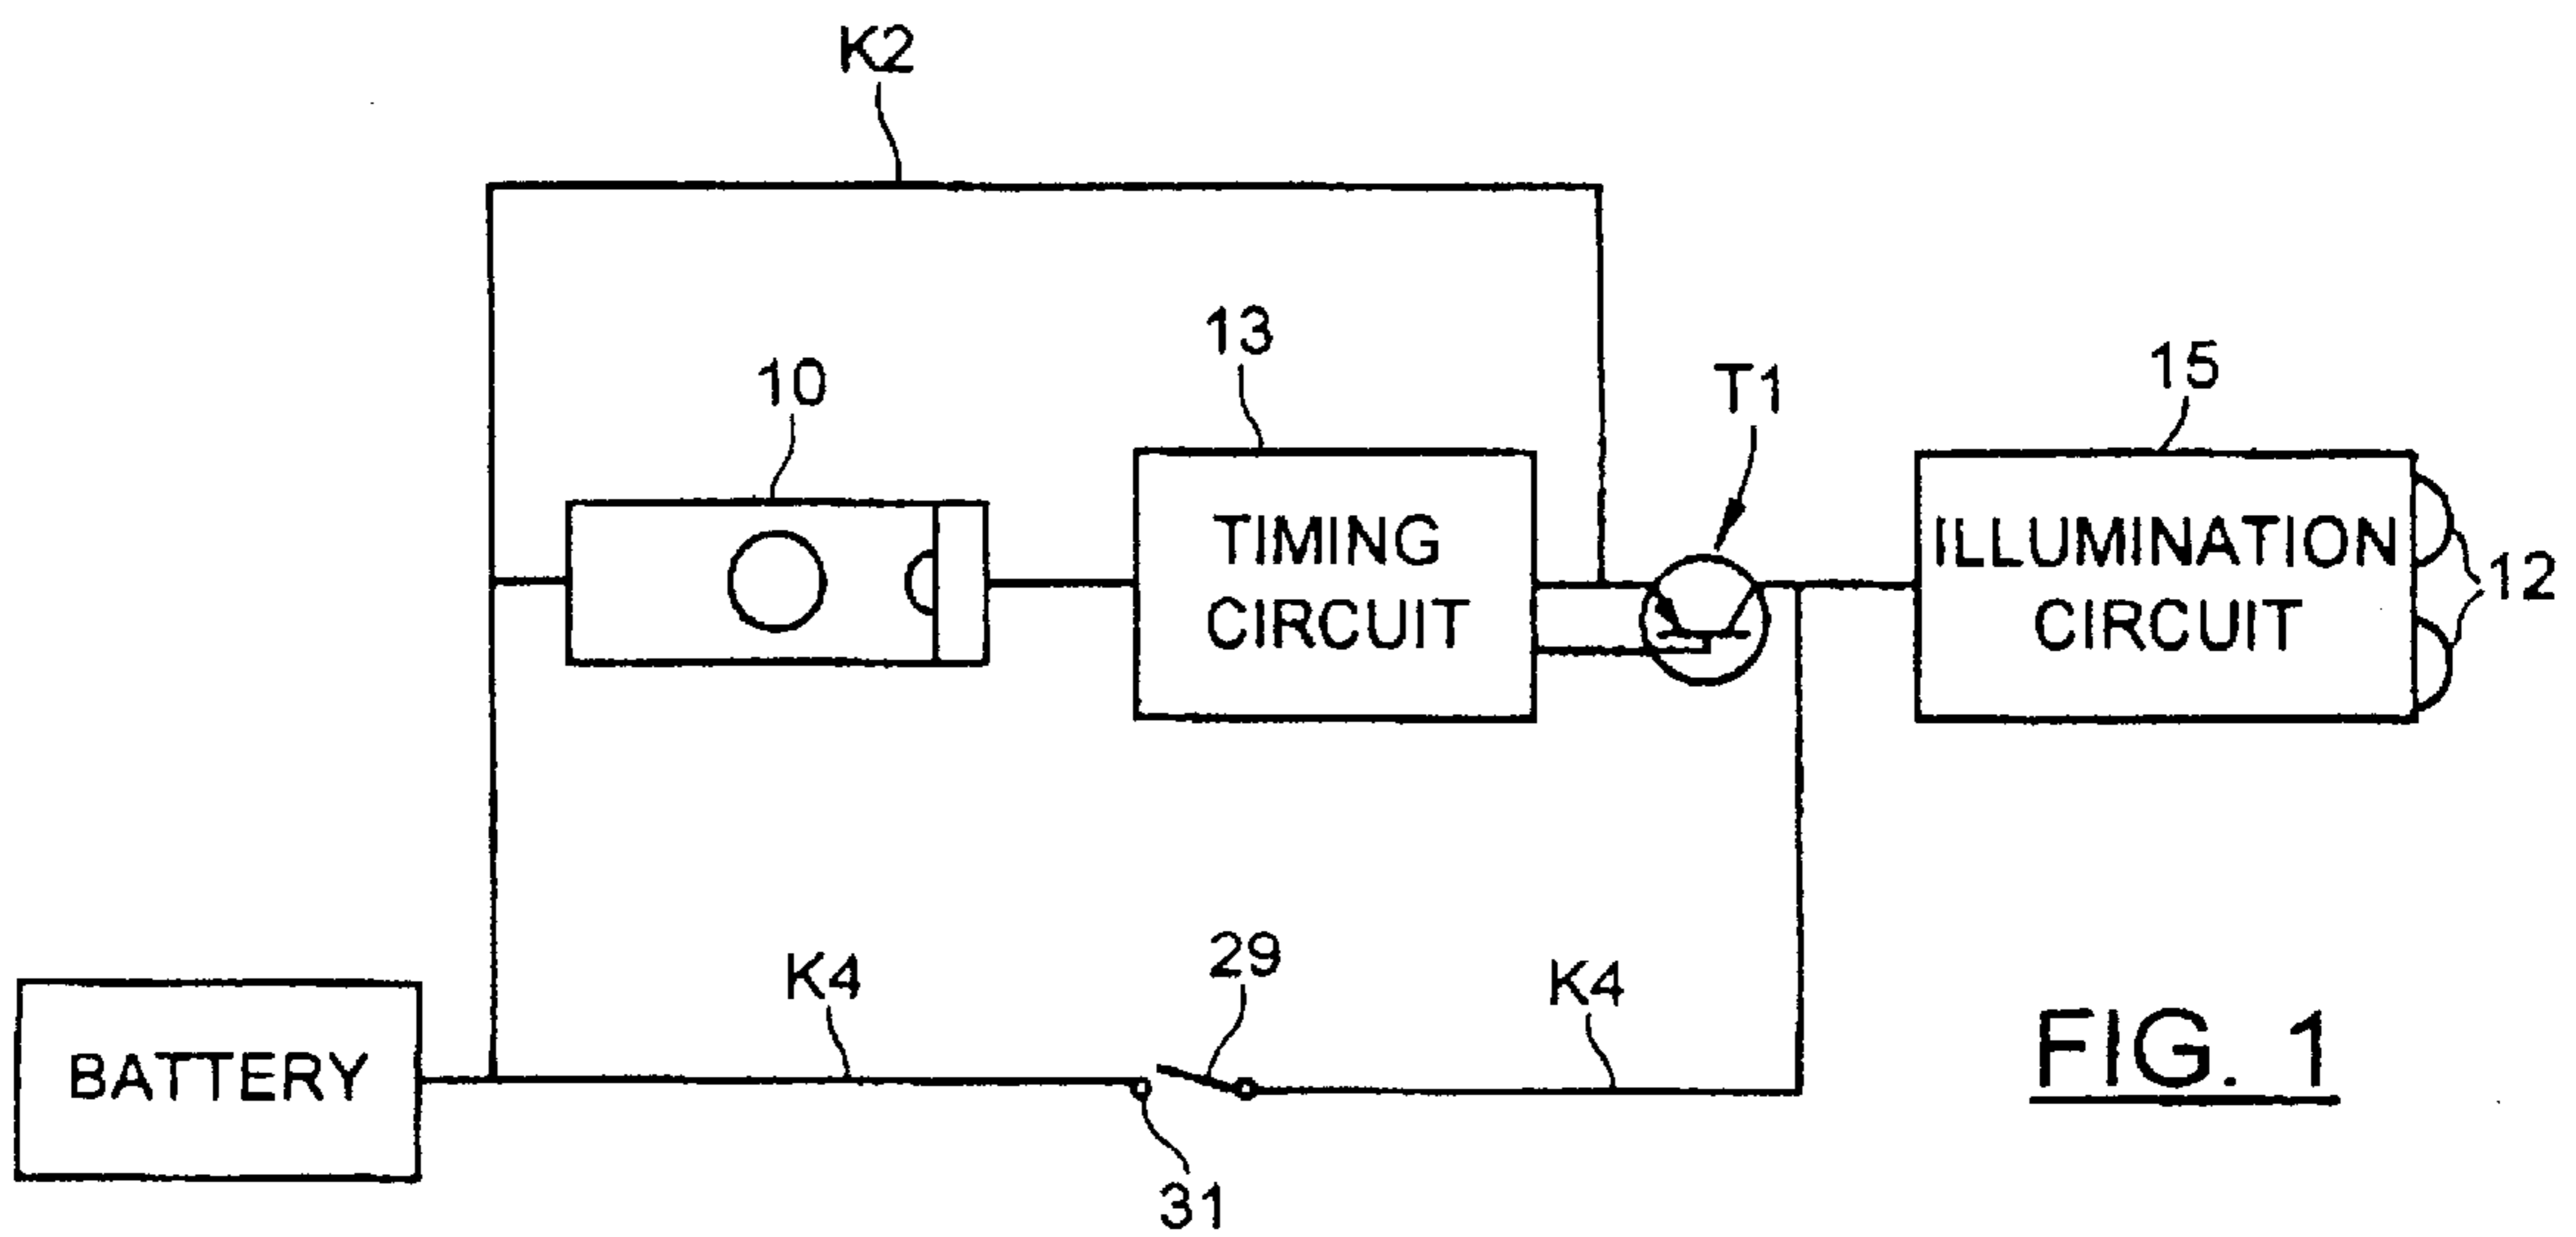 K2
13
10
T1
15
TIMING
CIRCUIT
ILLUMINATION
CIRCUIT
12
K4
29
K4
BATTERY
31
FIG. 1